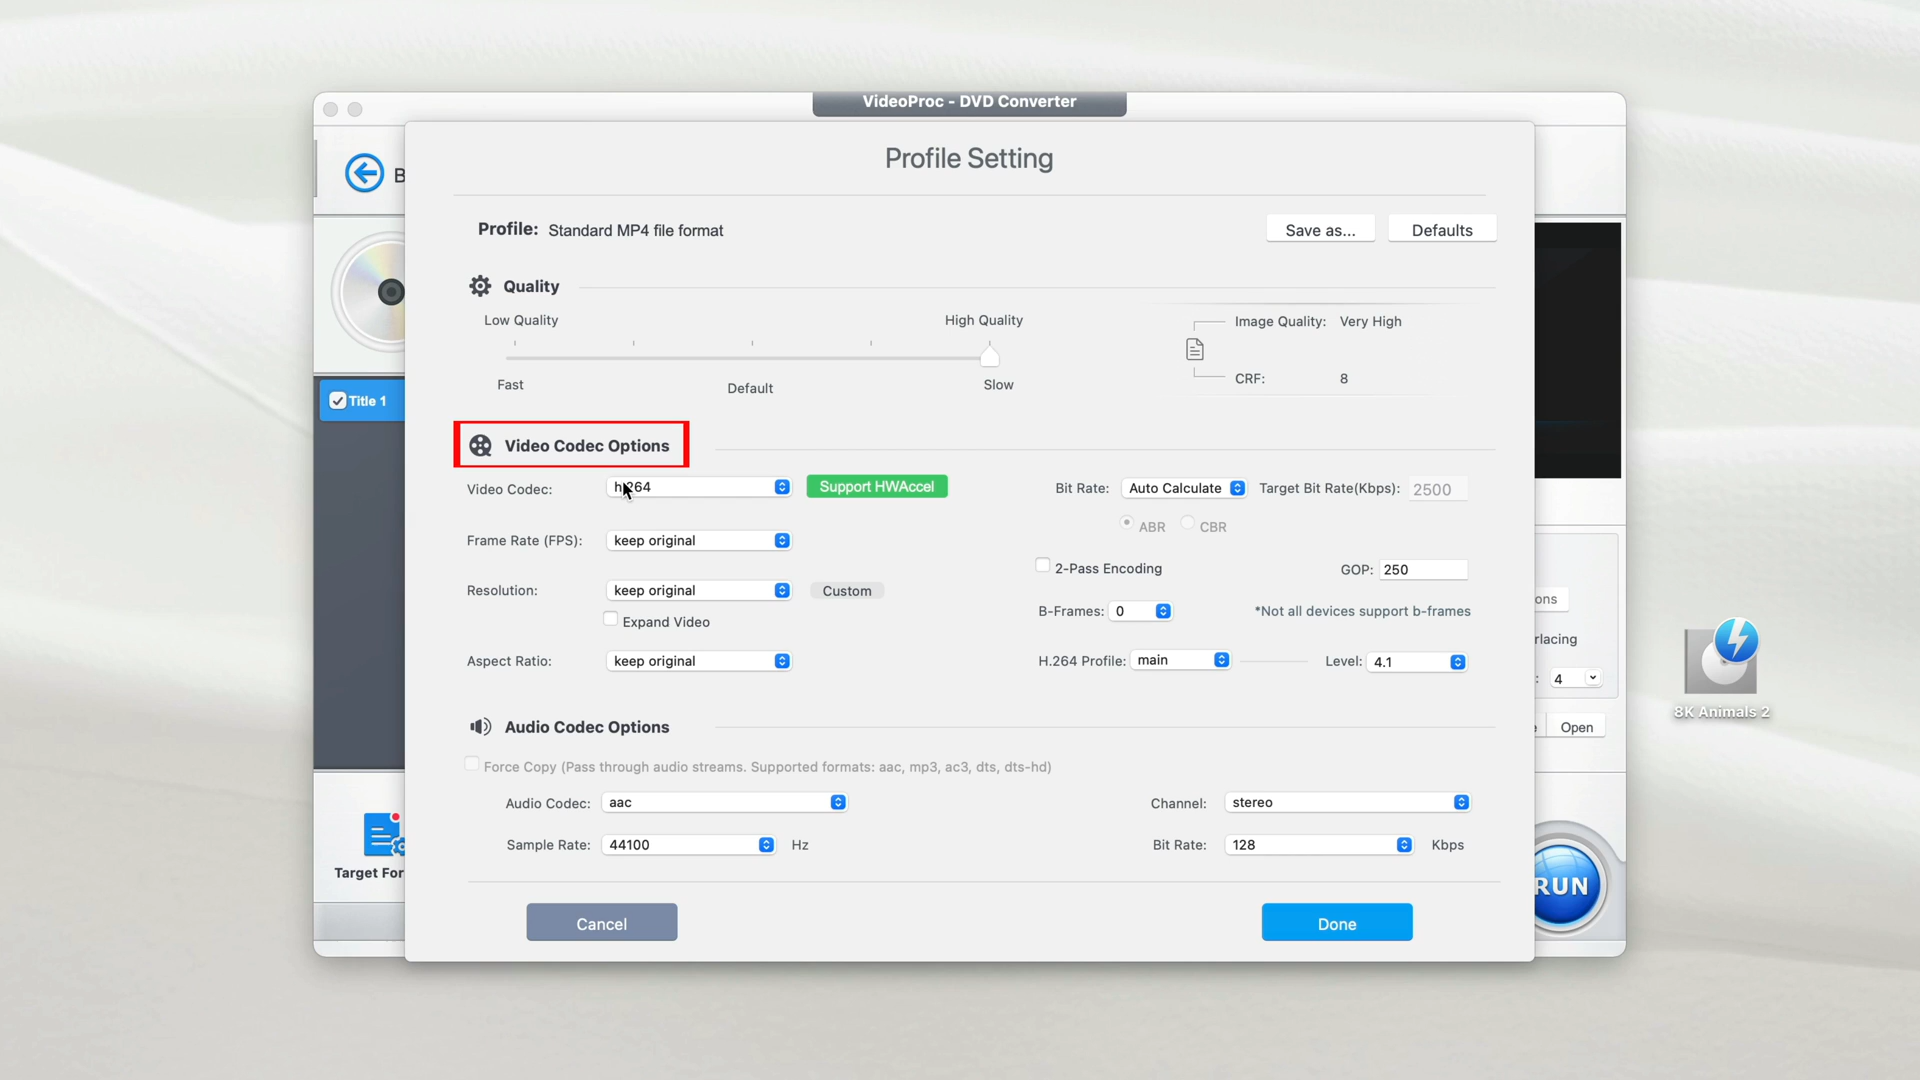 VideoProc - DVD Converter
Profile Setting
Profile: Standard MP4 file format
Save as...
Defaults
Quality
Low Quality
High Quality
Fast
Default
Slow
Image Quality: Very High
CRF: 8
Title 1
Video Codec Options
Video Codec: h264
Support HWAccel
Bit Rate: Auto Calculate
Target Bit Rate(Kbps): 2500
ABR
CBR
Frame Rate (FPS): keep original
2-Pass Encoding
GOP: 250
Resolution: keep original
Custom
Expand Video
B-Frames: 0
*Not all devices support b-frames
Aspect Ratio: keep original
H.264 Profile: main
Level: 4.1
ons
rlacing
: 4
Open
8K Animals 2
Audio Codec Options
Force Copy (Pass through audio streams. Supported formats: aac, mp3, ac3, dts, dts-hd)
Audio Codec: aac
Channel: stereo
Sample Rate: 44100 Hz
Bit Rate: 128 Kbps
Target For
RUN
Cancel
Done